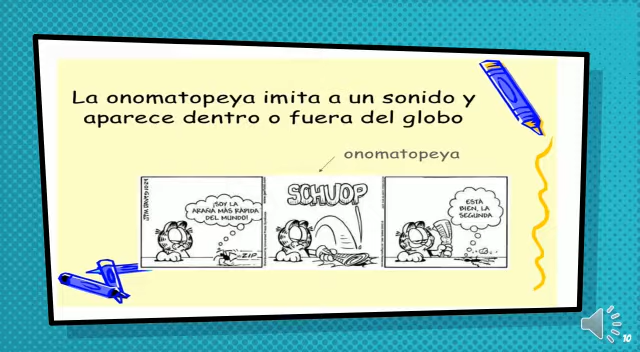 La onomatopeya imita a un sonido y
aparece dentro o fuera del globo
onomatopeya
¡SOY LA
ARAÑA MÁS RÁPIDA
DEL MUNDO!
ZIP
SCHUOP
ESTÁ
BIEN, LA
SEGUNDA
10